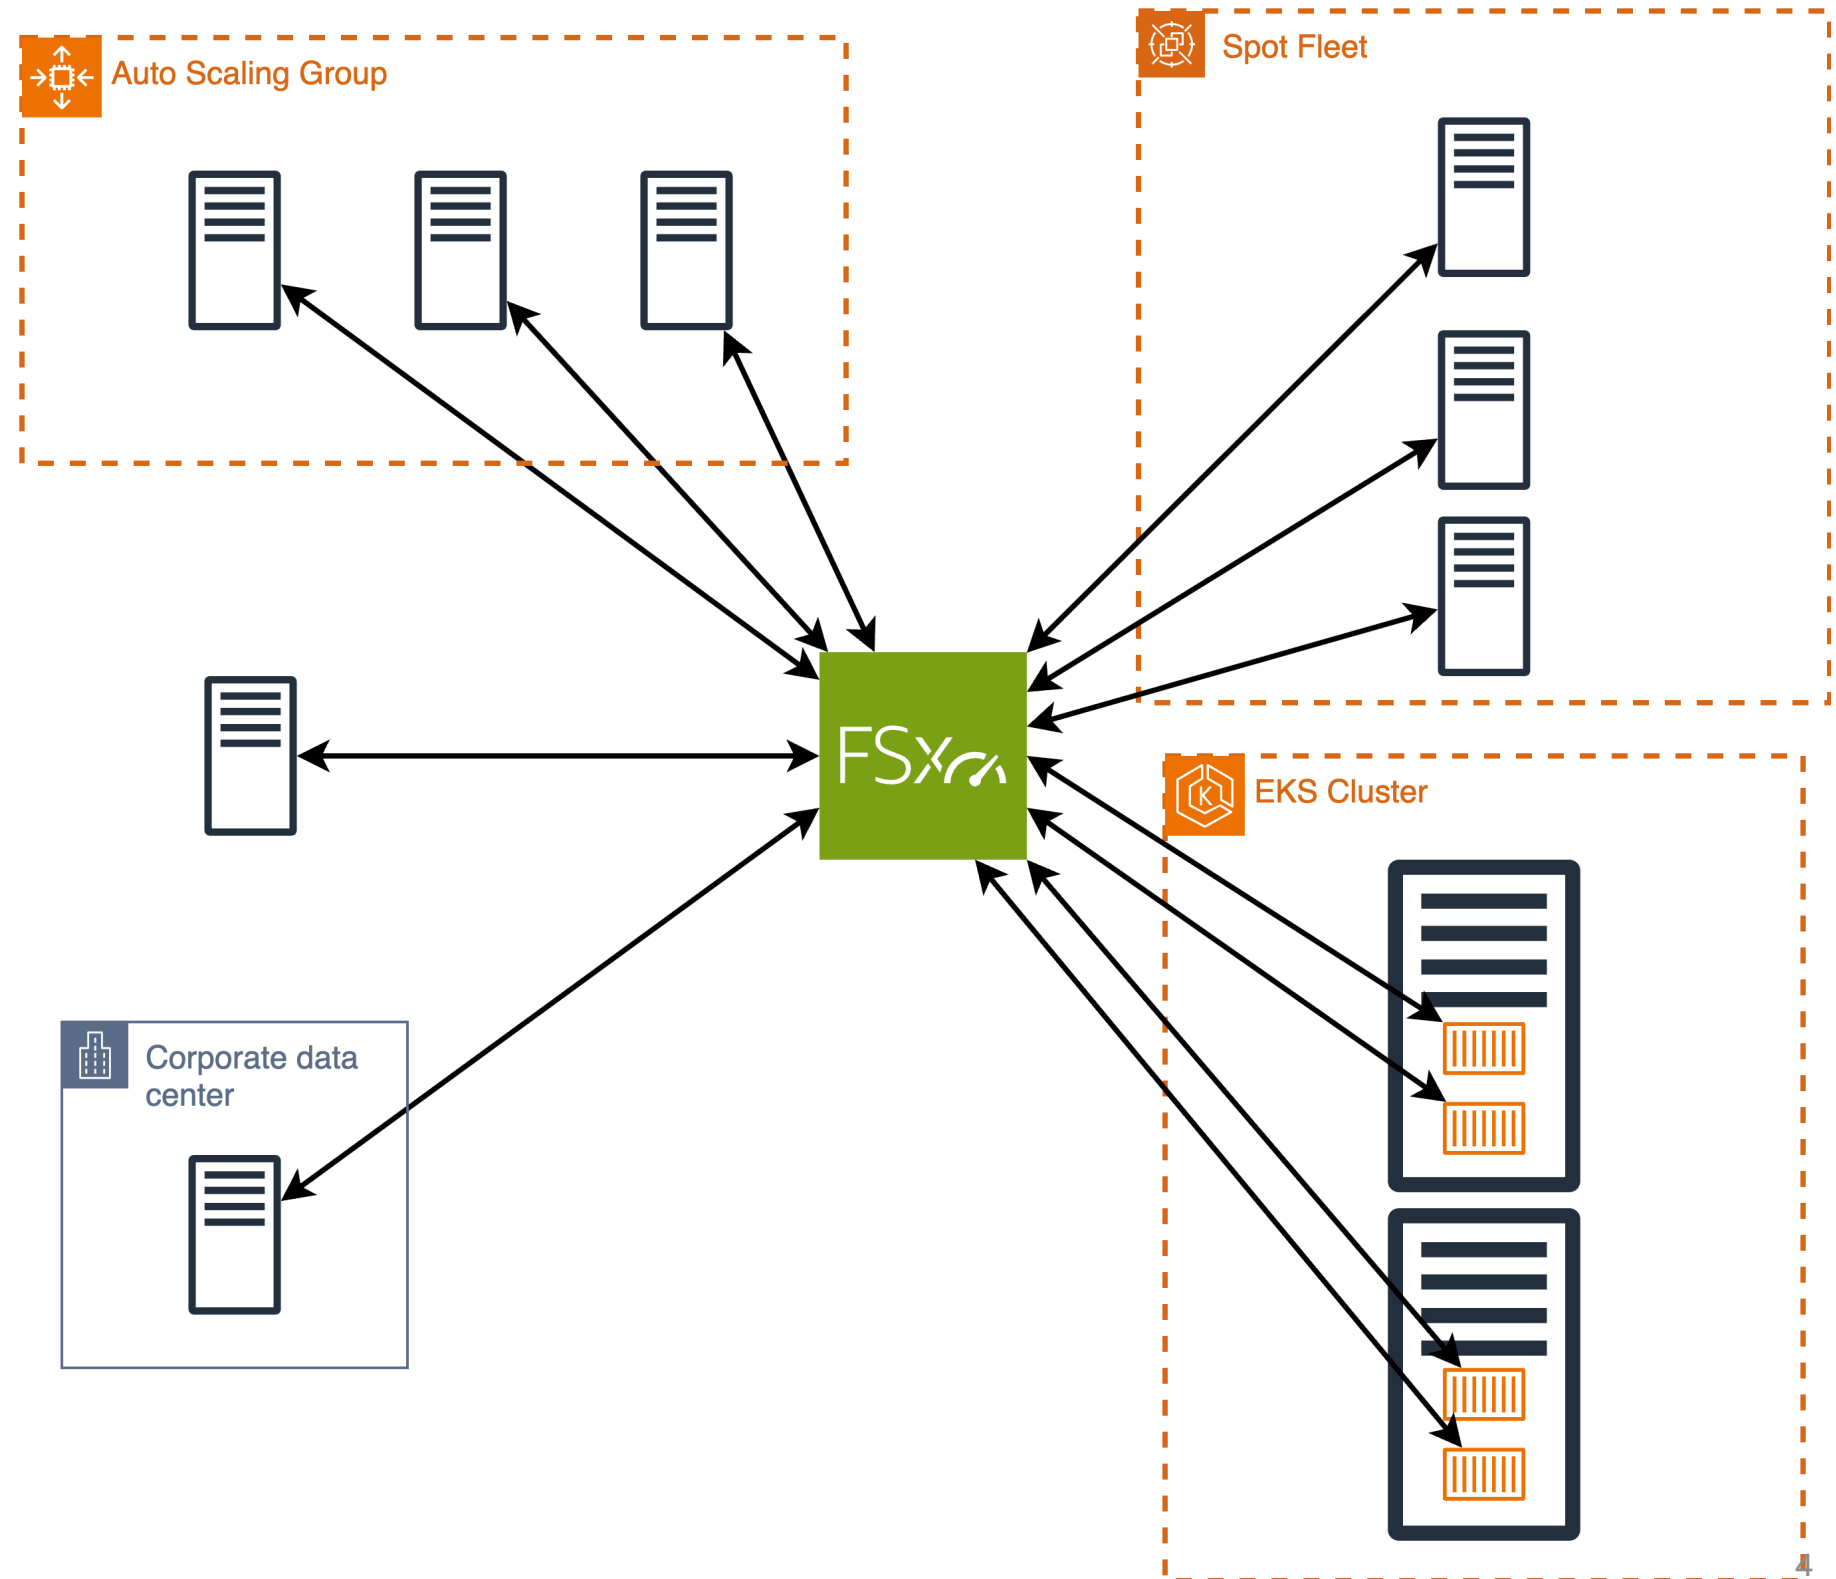 Auto Scaling Group
Spot Fleet
FSx
EKS Cluster
K
Corporate data
center
4